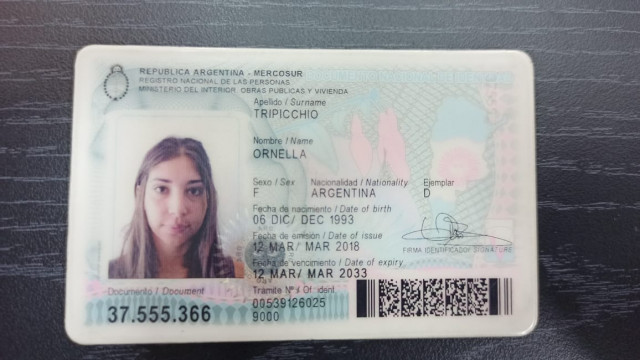 REPUBLICA ARGENTINA - MERCOSUR
REGISTRO NACIONAL DE LAS PERSONAS
MINISTERIO DEL INTERIOR, OBRAS PUBLICAS Y VIVIENDA
Apellido / Surname
TRIPICCHIO
Nombre / Name
ORNELLA
Sexo / Sex Nacionalidad / Nationality Ejemplar
F ARGENTINA D
Fecha de nacimiento / Date of birth
06 DIC/ DEC 1993
Fecha de emisión / Date of issue
12 MAR/ MAR 2018
FIRMA IDENTIFICADO / SIGNATURE
Fecha de vencimiento / Date of expiry
12 MAR/ MAR 2033
Documento / Document
37.555.366
Trámite Nº / Of. ident
00539126025
9000